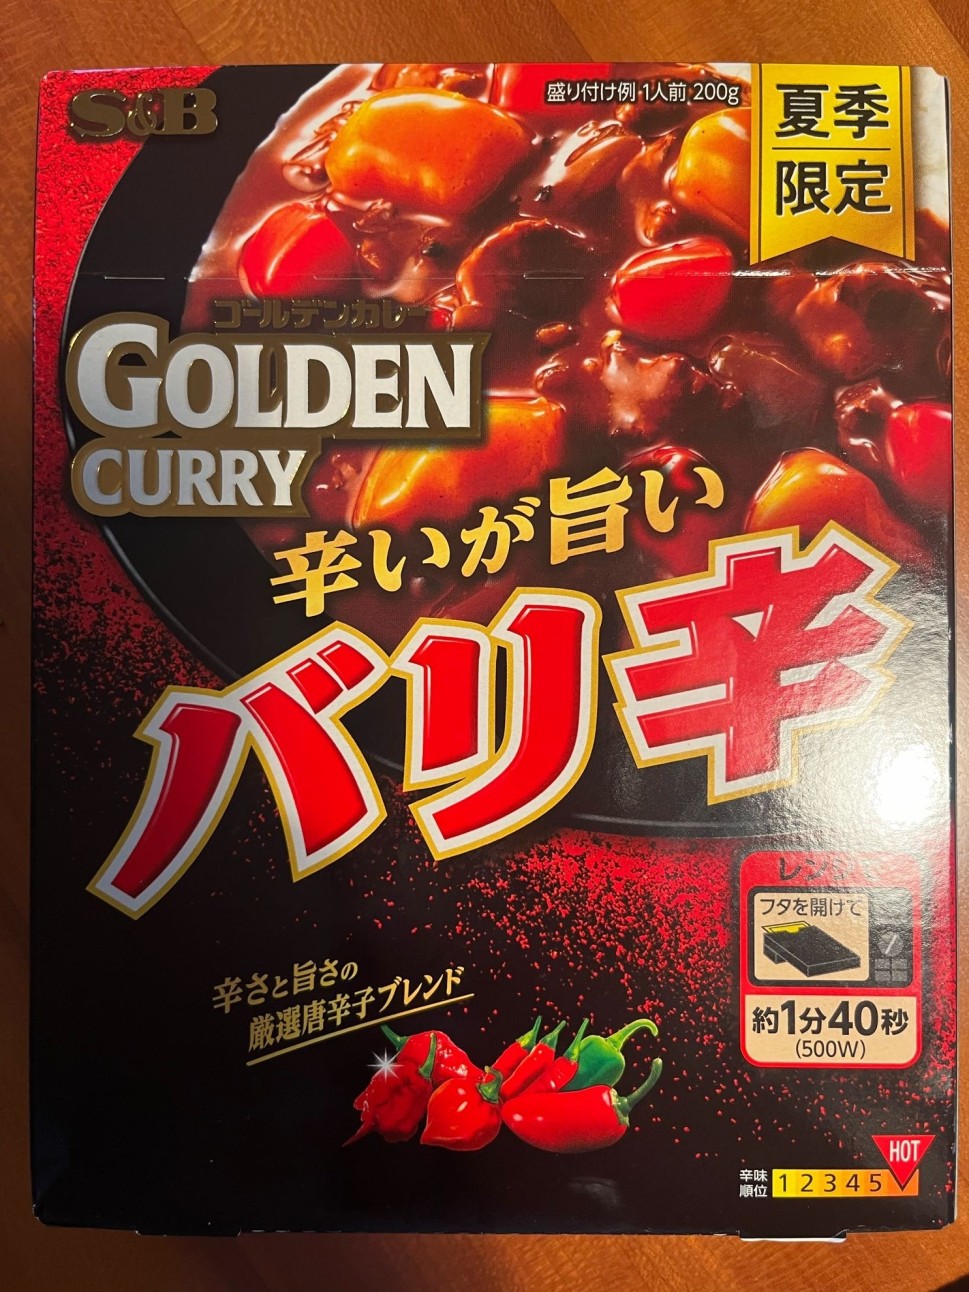 S&B
盛り付け例 1人前 200g
夏季
限定
ゴールデンカレー
GOLDEN
CURRY
辛いが旨い
バリ辛
フタを開けて
約1分40秒
(500W)
辛さと旨さの
厳選唐辛子ブレンド
HOT
辛味
順位
1 2 3 4 5